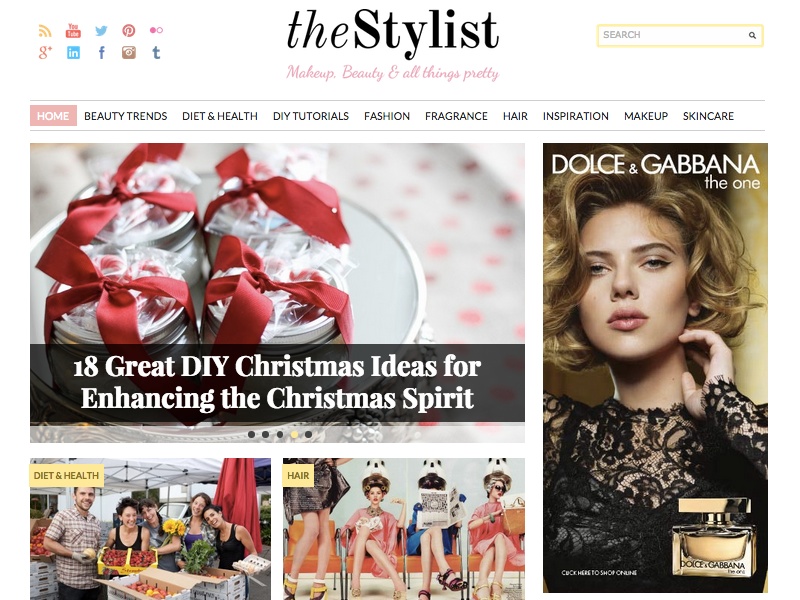 theStylist
Makeup, Beauty & all things pretty
SEARCH
HOME BEAUTY TRENDS DIET & HEALTH DIY TUTORIALS FASHION FRAGRANCE HAIR INSPIRATION MAKEUP SKINCARE
18 Great DIY Christmas Ideas for
Enhancing the Christmas Spirit
DOLCE & GABBANA
the one
DOLCE & GABBANA
the one
CLICK HERE TO SHOP ONLINE
DIET & HEALTH
HAIR